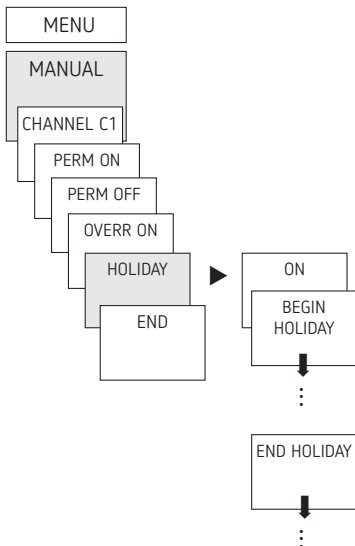 MENU
MANUAL
CHANNEL C1
PERM ON
PERM OFF
OVERR ON
HOLIDAY
END
ON
BEGIN
HOLIDAY
END HOLIDAY